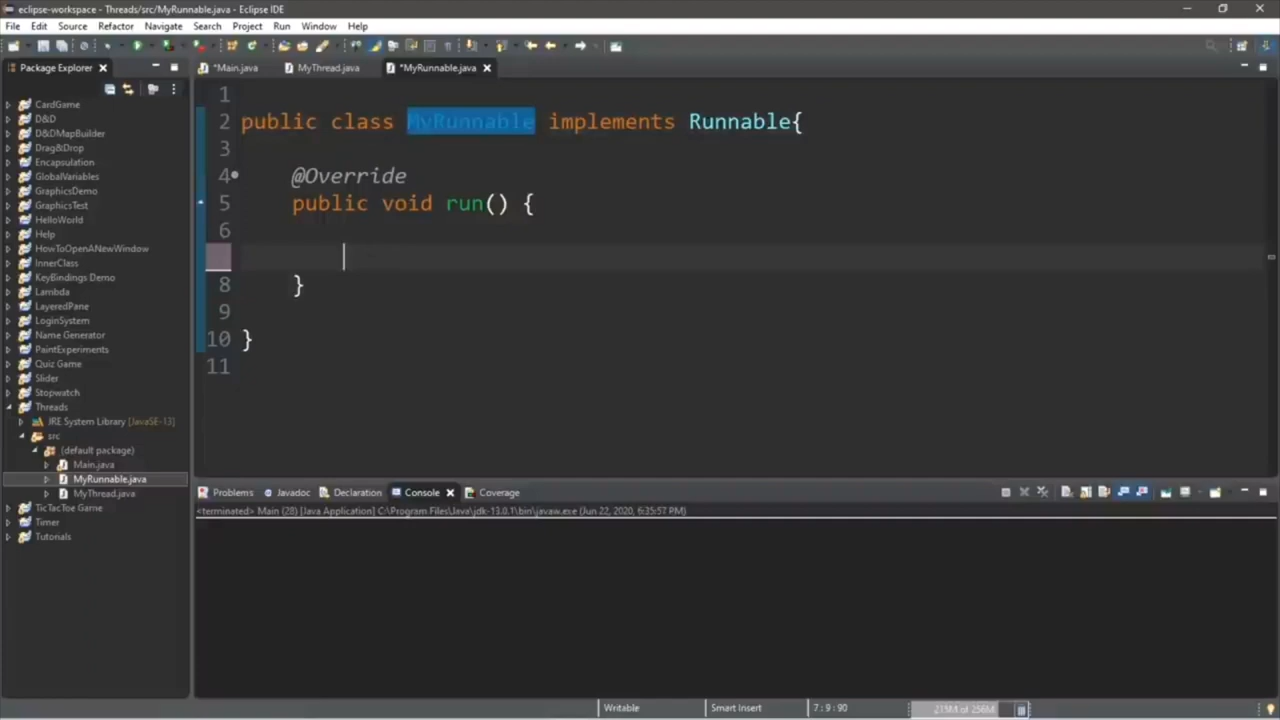 eclipse-workspace - Threads/src/MyRunnable.java - Eclipse IDE
File Edit Source Refactor Navigate Search Project Run Window Help
Package Explorer
*Main.java MyThread.java *MyRunnable.java
CardGame
D&D
D&DMapBuilder
Drag&Drop
Encapsulation
GlobalVariables
GraphicsDemo
GraphicsTest
HelloWorld
Help
HowToOpenANewWindow
InnerClass
KeyBindings Demo
Lambda
LayeredPane
LoginSystem
Name Generator
PaintExperiments
Quiz Game
Slider
Stopwatch
Threads
JRE System Library [JavaSE-13]
src
(default package)
Main.java
MyRunnable.java
MyThread.java
TicTacToe Game
Timer
Tutorials
1
2 public class MyRunnable implements Runnable{
3
4 @Override
5 public void run() {
6
8 }
9
10 }
11
Problems Javadoc Declaration Console Coverage
<terminated> Main (28) [Java Application] C:\Program Files\Java\jdk-13.0.1\bin\javaw.exe (Jun 22, 2020, 6:35:57 PM)
Writable Smart Insert 7 : 9 : 90 215M of 256M